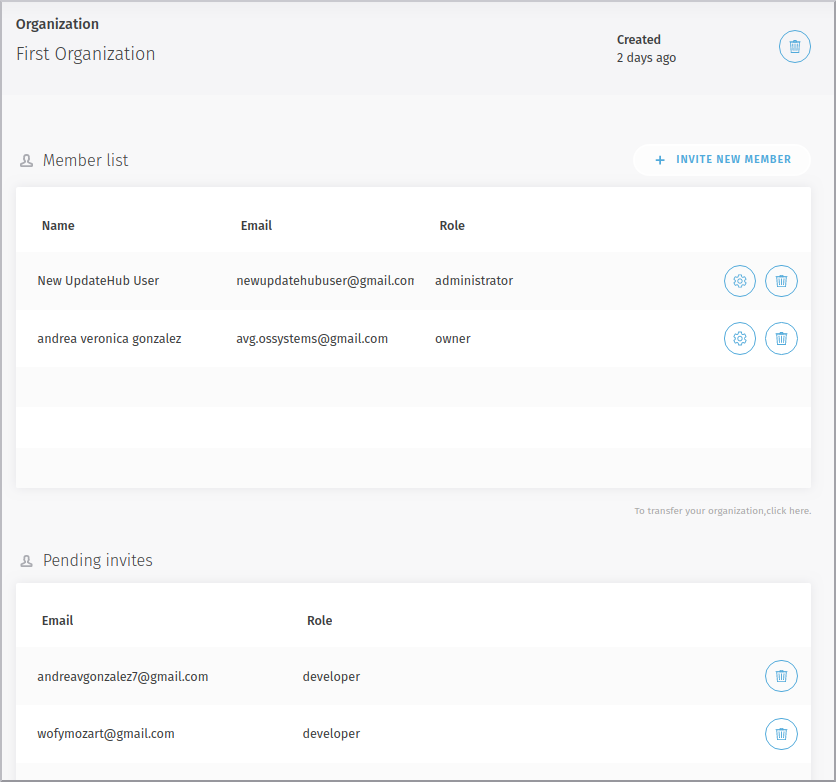 Organization
First Organization
Created
2 days ago
Member list
+ INVITE NEW MEMBER
Name Email Role
New UpdateHub User newupdatehubuser@gmail.com administrator
andrea veronica gonzalez avg.ossystems@gmail.com owner
To transfer your organization,click here.
Pending invites
Email Role
andreavgonzalez7@gmail.com developer
wofymozart@gmail.com developer